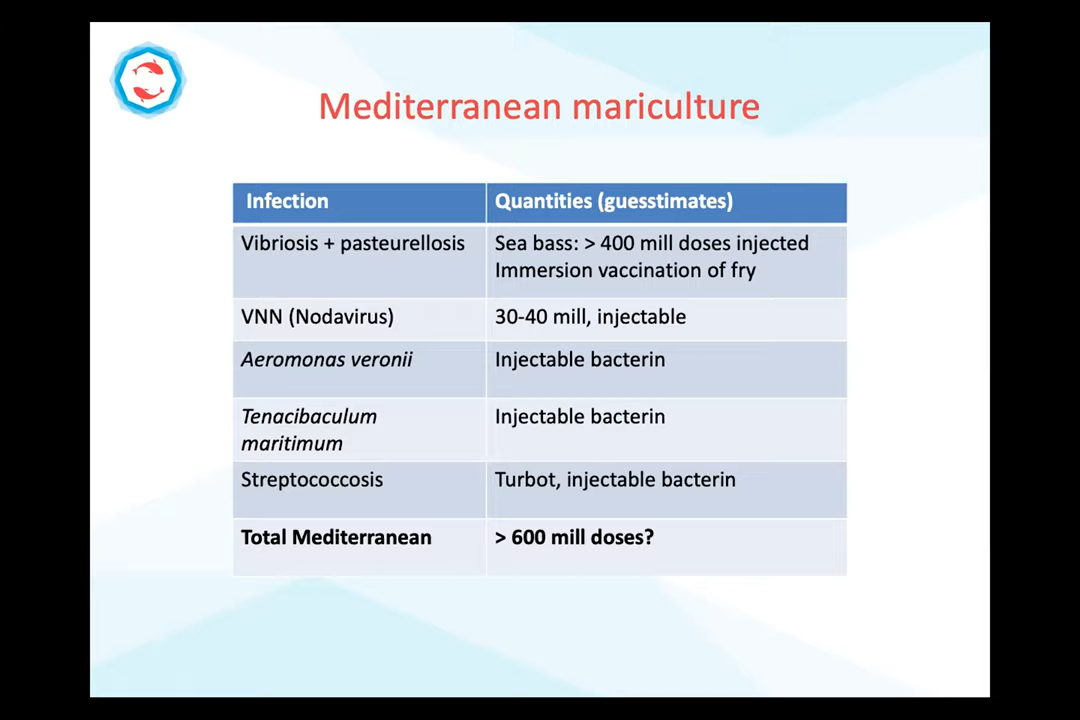 Mediterranean mariculture
Infection
Quantities (guesstimates)
Vibriosis + pasteurellosis
Sea bass: > 400 mill doses injected
Immersion vaccination of fry
VNN (Nodavirus)
30-40 mill, injectable
Aeromonas veronii
Injectable bacterin
Tenacibaculum
maritimum
Injectable bacterin
Streptococcosis
Turbot, injectable bacterin
Total Mediterranean
> 600 mill doses?